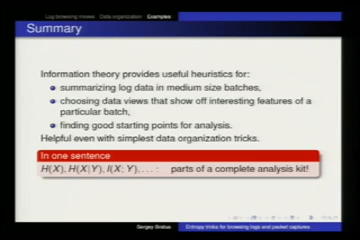 Log browsing moves Data organization Examples
Summary
Information theory provides useful heuristics for:
summarizing log data in medium size batches,
choosing data views that show off interesting features of a
particular batch,
finding good starting points for analysis.
Helpful even with simplest data organization tricks.
In one sentence
H(X), H(X|Y), I(X; Y), . . . : parts of a complete analysis kit!
Sergey Bratus Entropy tricks for browsing logs and packet captures